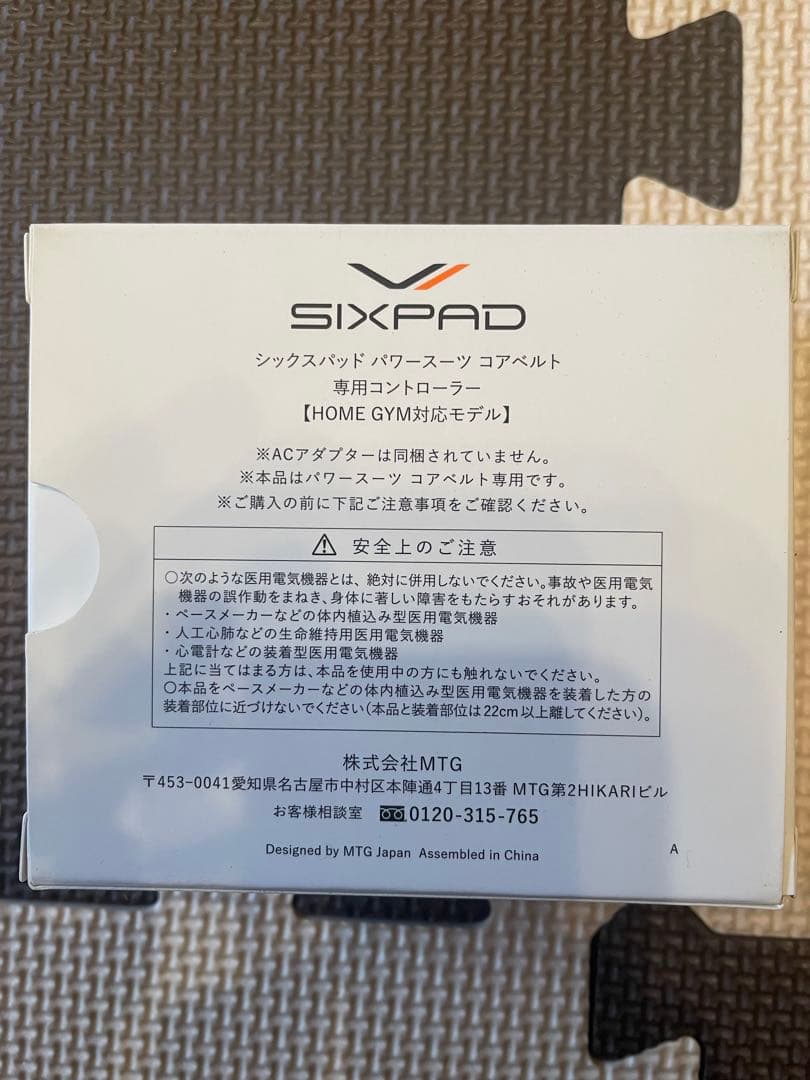 SIXPAD
シックスパッド パワースーツ コアベルト
専用コントローラー
【HOME GYM対応モデル】
※ACアダプターは同梱されていません。
※本品はパワースーツ コアベルト専用です。
※ご購入の前に下記ご注意事項をご確認ください。
安全上のご注意
○次のような医用電気機器とは、絶対に併用しないでください。事故や医用電気
機器の誤作動をまねき、身体に著しい障害をもたらすおそれがあります。
・ペースメーカーなどの体内植込み型医用電気機器
・人工心肺などの生命維持用医用電気機器
・心電計などの装着型医用電気機器
上記に当てはまる方は、本品を使用中の方にも触れないでください。
○本品をペースメーカーなどの体内植込み型医用電気機器を装着した方の
装着部位に近づけないでください（本品と装着部位は22cm以上離してください）。
株式会社MTG
〒453-0041愛知県名古屋市中村区本陣通4丁目13番 MTG第2HIKARIビル
お客様相談室 0120-315-765
Designed by MTG Japan Assembled in China
A